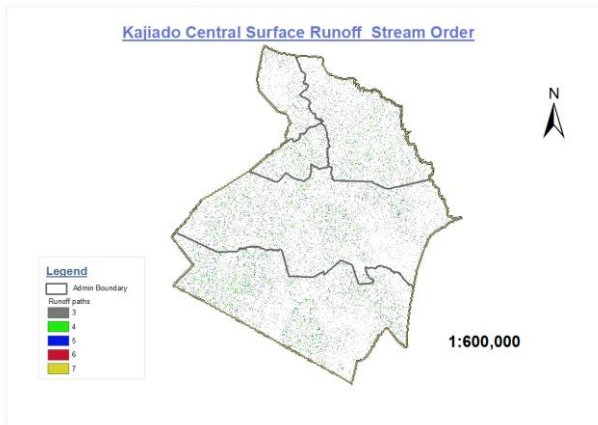 Kajiado Central Surface Runoff Stream Order
N
Legend
Admin Boundary
Runoff paths
3
4
5
6
7
1:600,000